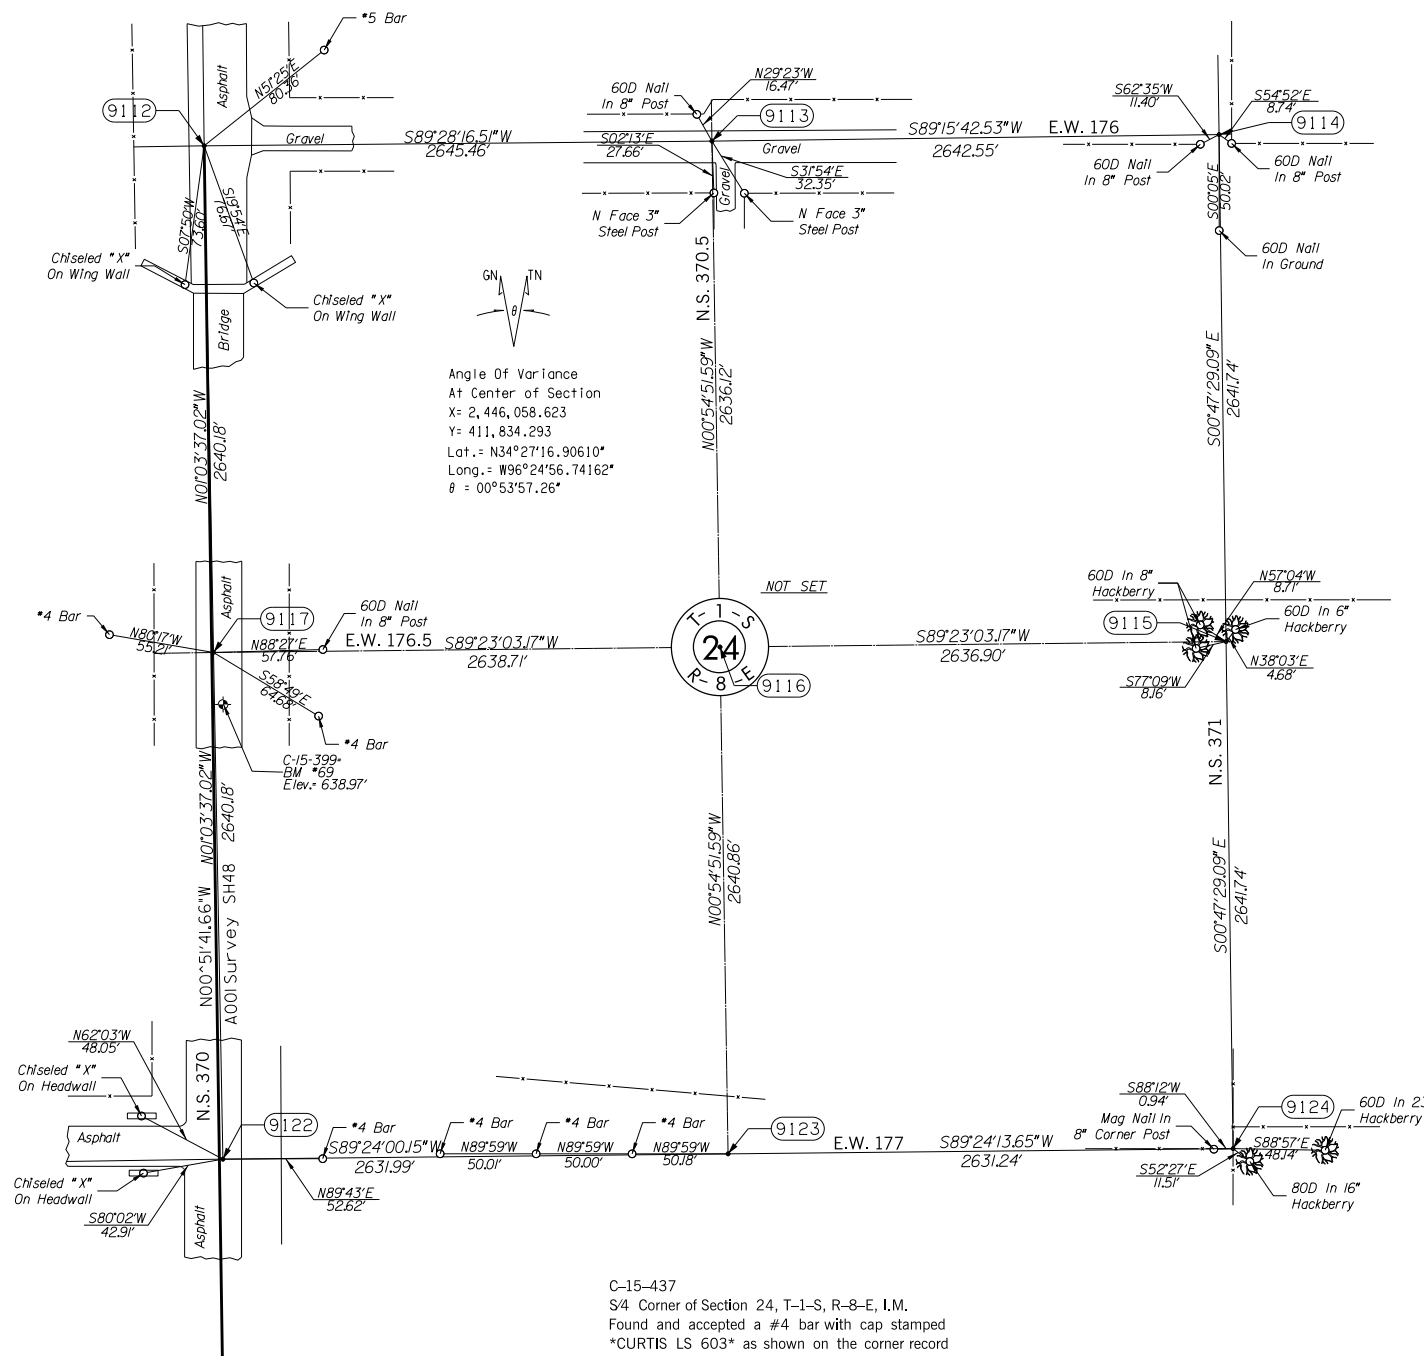 #5 Bar
Asphalt
N51°25'E
80.36'
9112
Gravel
S89°28'16.51"W
2645.46'
60D Nail
In 8" Post
N29°23'W
16.47'
9113
S02°13'E
27.66'
Gravel
Gravel
S31°54'E
32.35'
N Face 3"
Steel Post
N Face 3"
Steel Post
S89°15'42.53"W
2642.55'
E.W. 176
S62°35'W
11.40'
S54°52'E
8.74'
9114
60D Nail
In 8" Post
60D Nail
In 8" Post
S00°05'E
50.02'
60D Nail
In Ground
S07°50'W
73.60'
S19°54'E
76.67'
Chiseled "X"
On Wing Wall
Chiseled "X"
On Wing Wall
Bridge
GN
TN
θ
Angle Of Variance
At Center of Section
X= 2,446,058.623
Y= 411,834.293
Lat.= N34°27'16.90610"
Long.= W96°24'56.74162"
θ = 00°53'57.26"
N.S. 370.5
N00°54'51.59"W
2636.12'
S00°47'29.09"E
2641.74'
N01°03'37.02"W
2640.18'
#4 Bar
Asphalt
9117
60D Nail
In 8" Post
N80°17'W
55.21'
N88°27'E
57.76'
E.W. 176.5
S89°23'03.17"W
2638.71'
S58°49'E
64.68'
#4 Bar
C-15-399=
BM #69
Elev.= 638.97'
NOT SET
T-1-S
24
R-8-E
9116
S89°23'03.17"W
2636.90'
60D In 8"
Hackberry
N57°04'W
8.71'
9115
60D In 6"
Hackberry
N38°03'E
4.68'
S77°09'W
8.16'
N.S. 371
S00°47'29.09"E
2641.74'
N00°54'51.59"W
2640.86'
N01°03'37.02"W
2640.18'
N00^51'41.66"W
A001 Survey SH48
N.S. 370
N62°03'W
48.05'
Chiseled "X"
On Headwall
Asphalt
Chiseled "X"
On Headwall
S80°02'W
42.91'
Asphalt
9122
#4 Bar
S89°24'00.15"W
2631.99'
N89°43'E
52.62'
#4 Bar
N89°59'W
50.01'
#4 Bar
N89°59'W
50.00'
#4 Bar
N89°59'W
50.18'
9123
E.W. 177
S89°24'13.65"W
2631.24'
S88°12'W
0.94'
Mag Nail In
8" Corner Post
9124
60D In
Hackberry
S88°57'E
48.14'
S52°27'E
11.51'
80D In 16"
Hackberry
C-15-437
S/4 Corner of Section 24, T-1-S, R-8-E, I.M.
Found and accepted a #4 bar with cap stamped
*CURTIS LS 603* as shown on the corner record